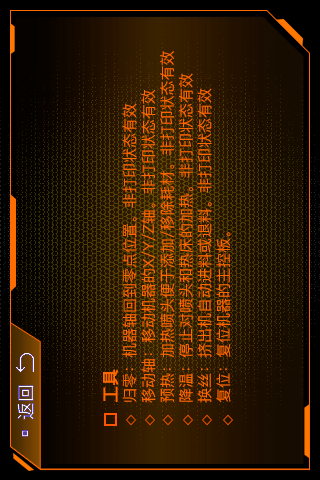 返回
工具
归零：机器轴回到零点位置。非打印状态有效
移动轴：移动机器的X/Y/Z轴。非打印状态有效
预热：加热喷头便于添加/移除耗材。非打印状态有效
降温：停止对喷头和热床的加热。非打印状态有效
换丝：挤出机自动进料或退料。非打印状态有效
复位：复位机器的主控板。